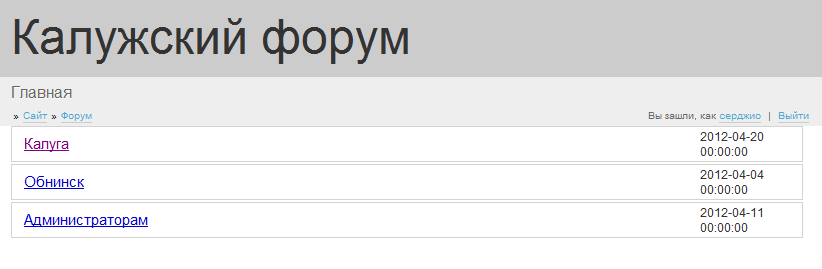 Калужский форум
Главная
» Сайт » Форум
Вы зашли, как серджио | Выйти
Калуга
2012-04-20
00:00:00
Обнинск
2012-04-04
00:00:00
Администраторам
2012-04-11
00:00:00